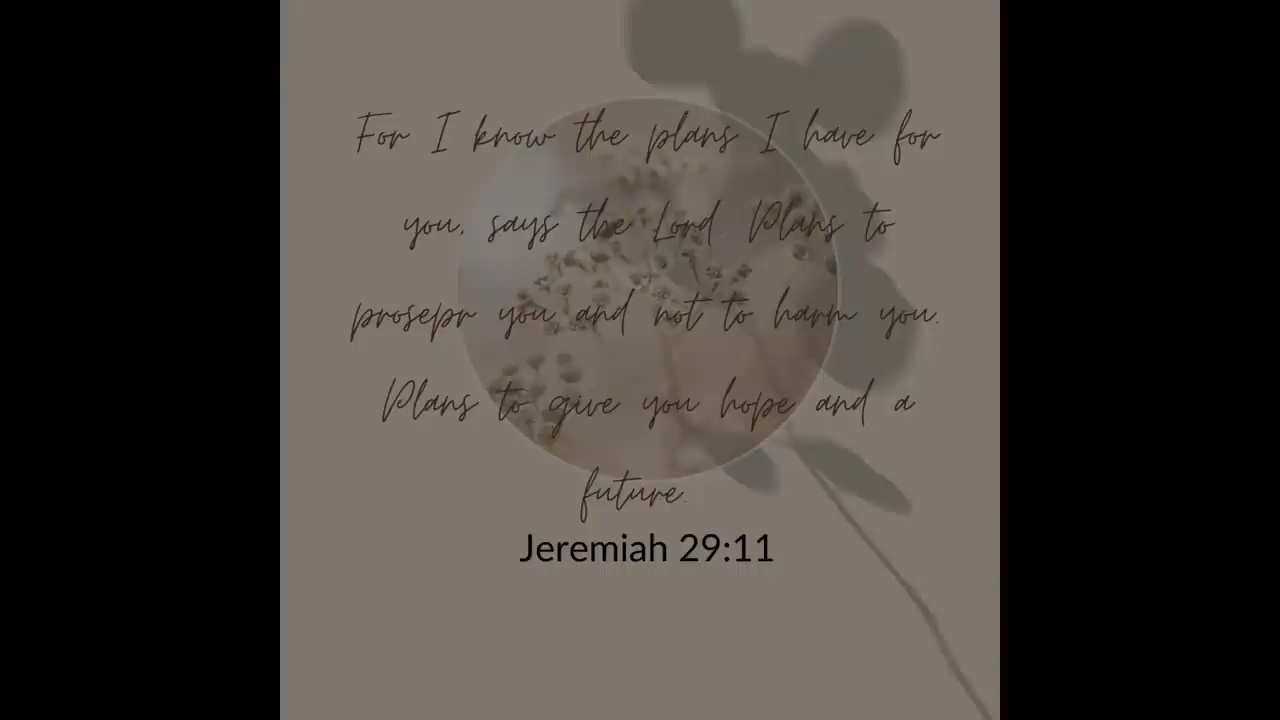 For I know the plans I have for
you, says the Lord. Plans to
prosepr you and not to harm you.
Plans to give you hope and a
future.
Jeremiah 29:11